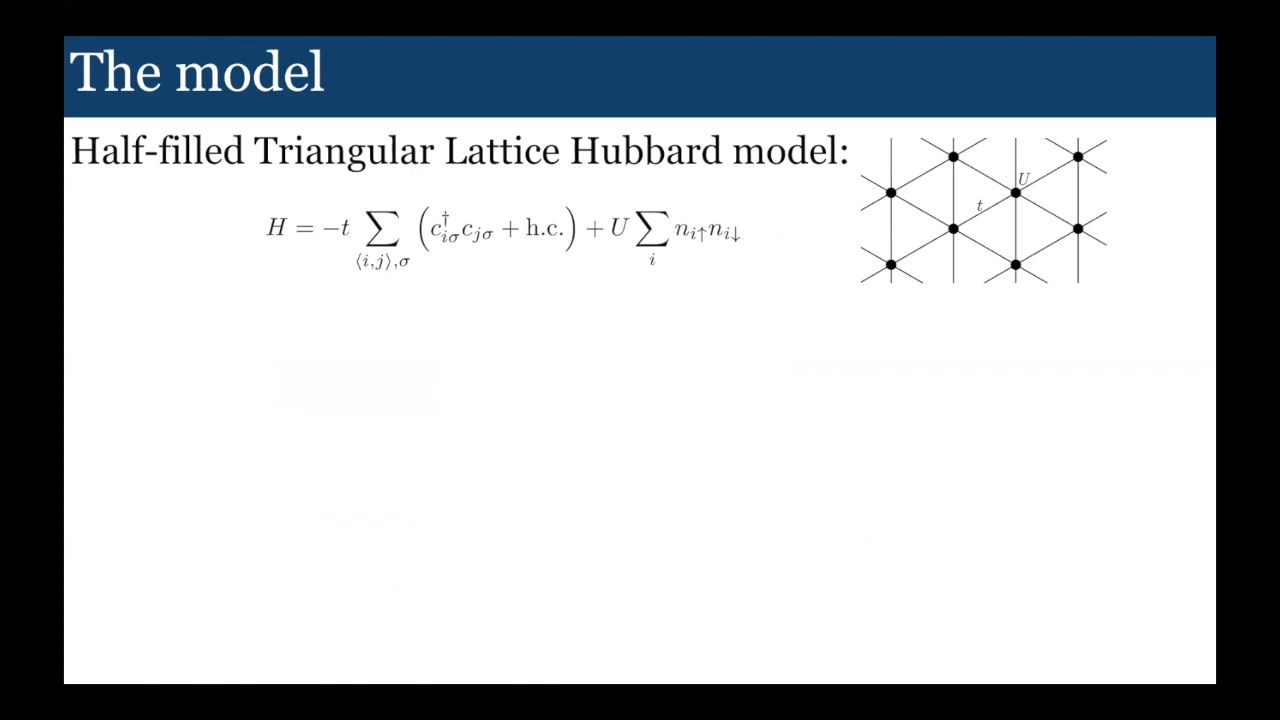 The model
Half-filled Triangular Lattice Hubbard model:
H = −t ∑⟨i,j⟩,σ (c†iσ cjσ + h.c.) + U ∑i ni↑ni↓
U
t